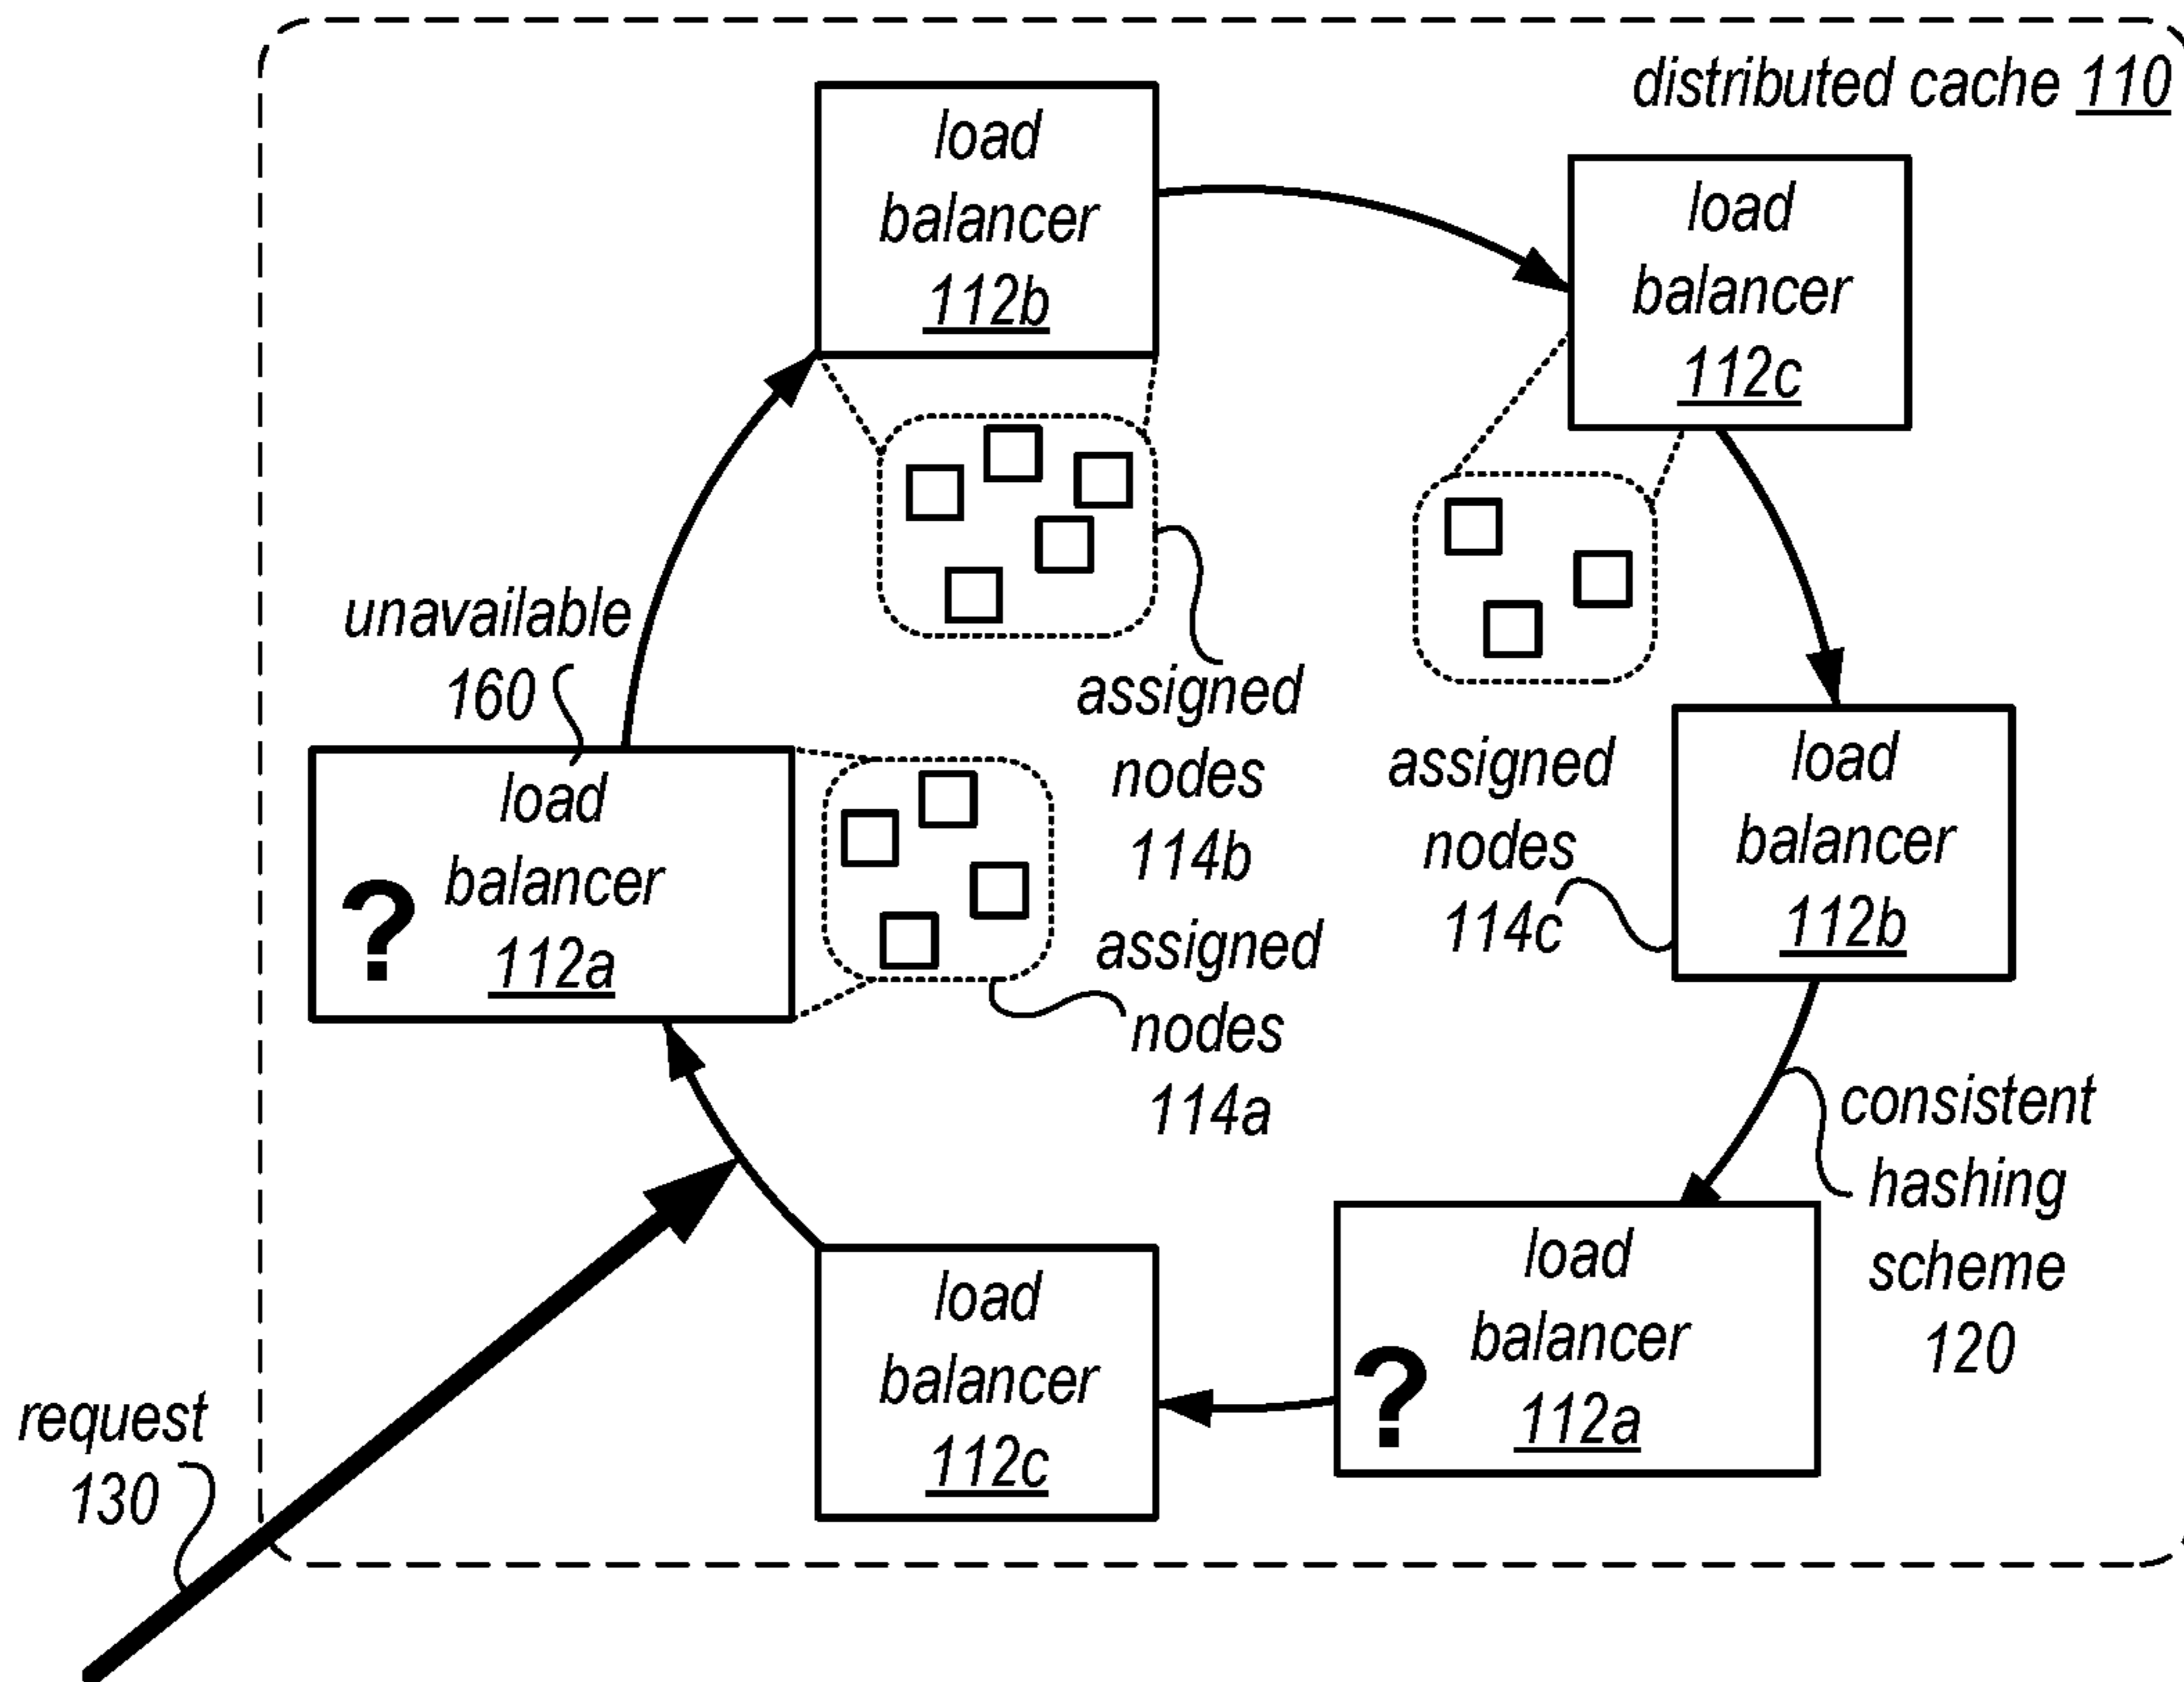 distributed cache 110
load
balancer
112b
load
balancer
112c
unavailable
160
assigned
nodes
114b
load
balancer
?
112a
assigned
nodes
114c
load
balancer
112b
assigned
nodes
114a
consistent
hashing
scheme
120
load
balancer
?
112a
load
balancer
112c
request
130